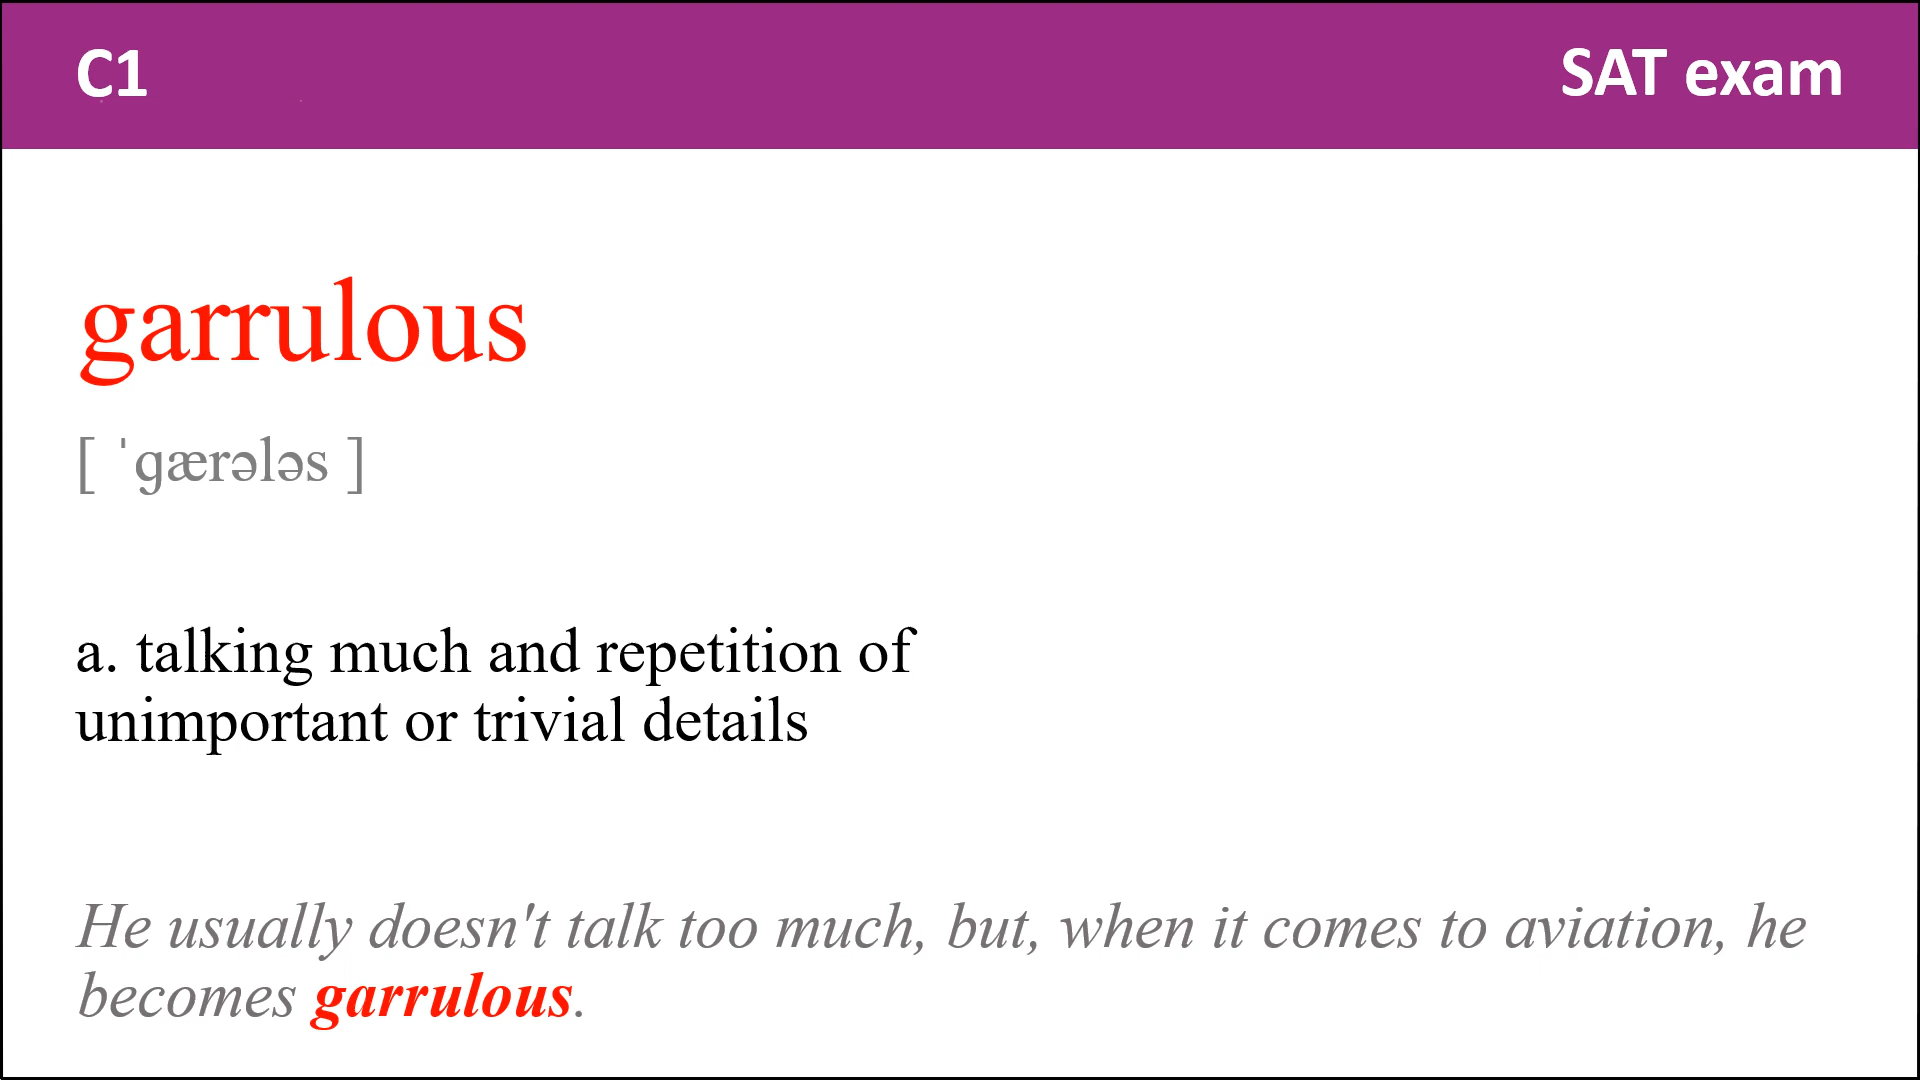 C1
SAT exam
garrulous
[ ˈɡærələs ]
a. talking much and repetition of
unimportant or trivial details
He usually doesn't talk too much, but, when it comes to aviation, he
becomes garrulous.